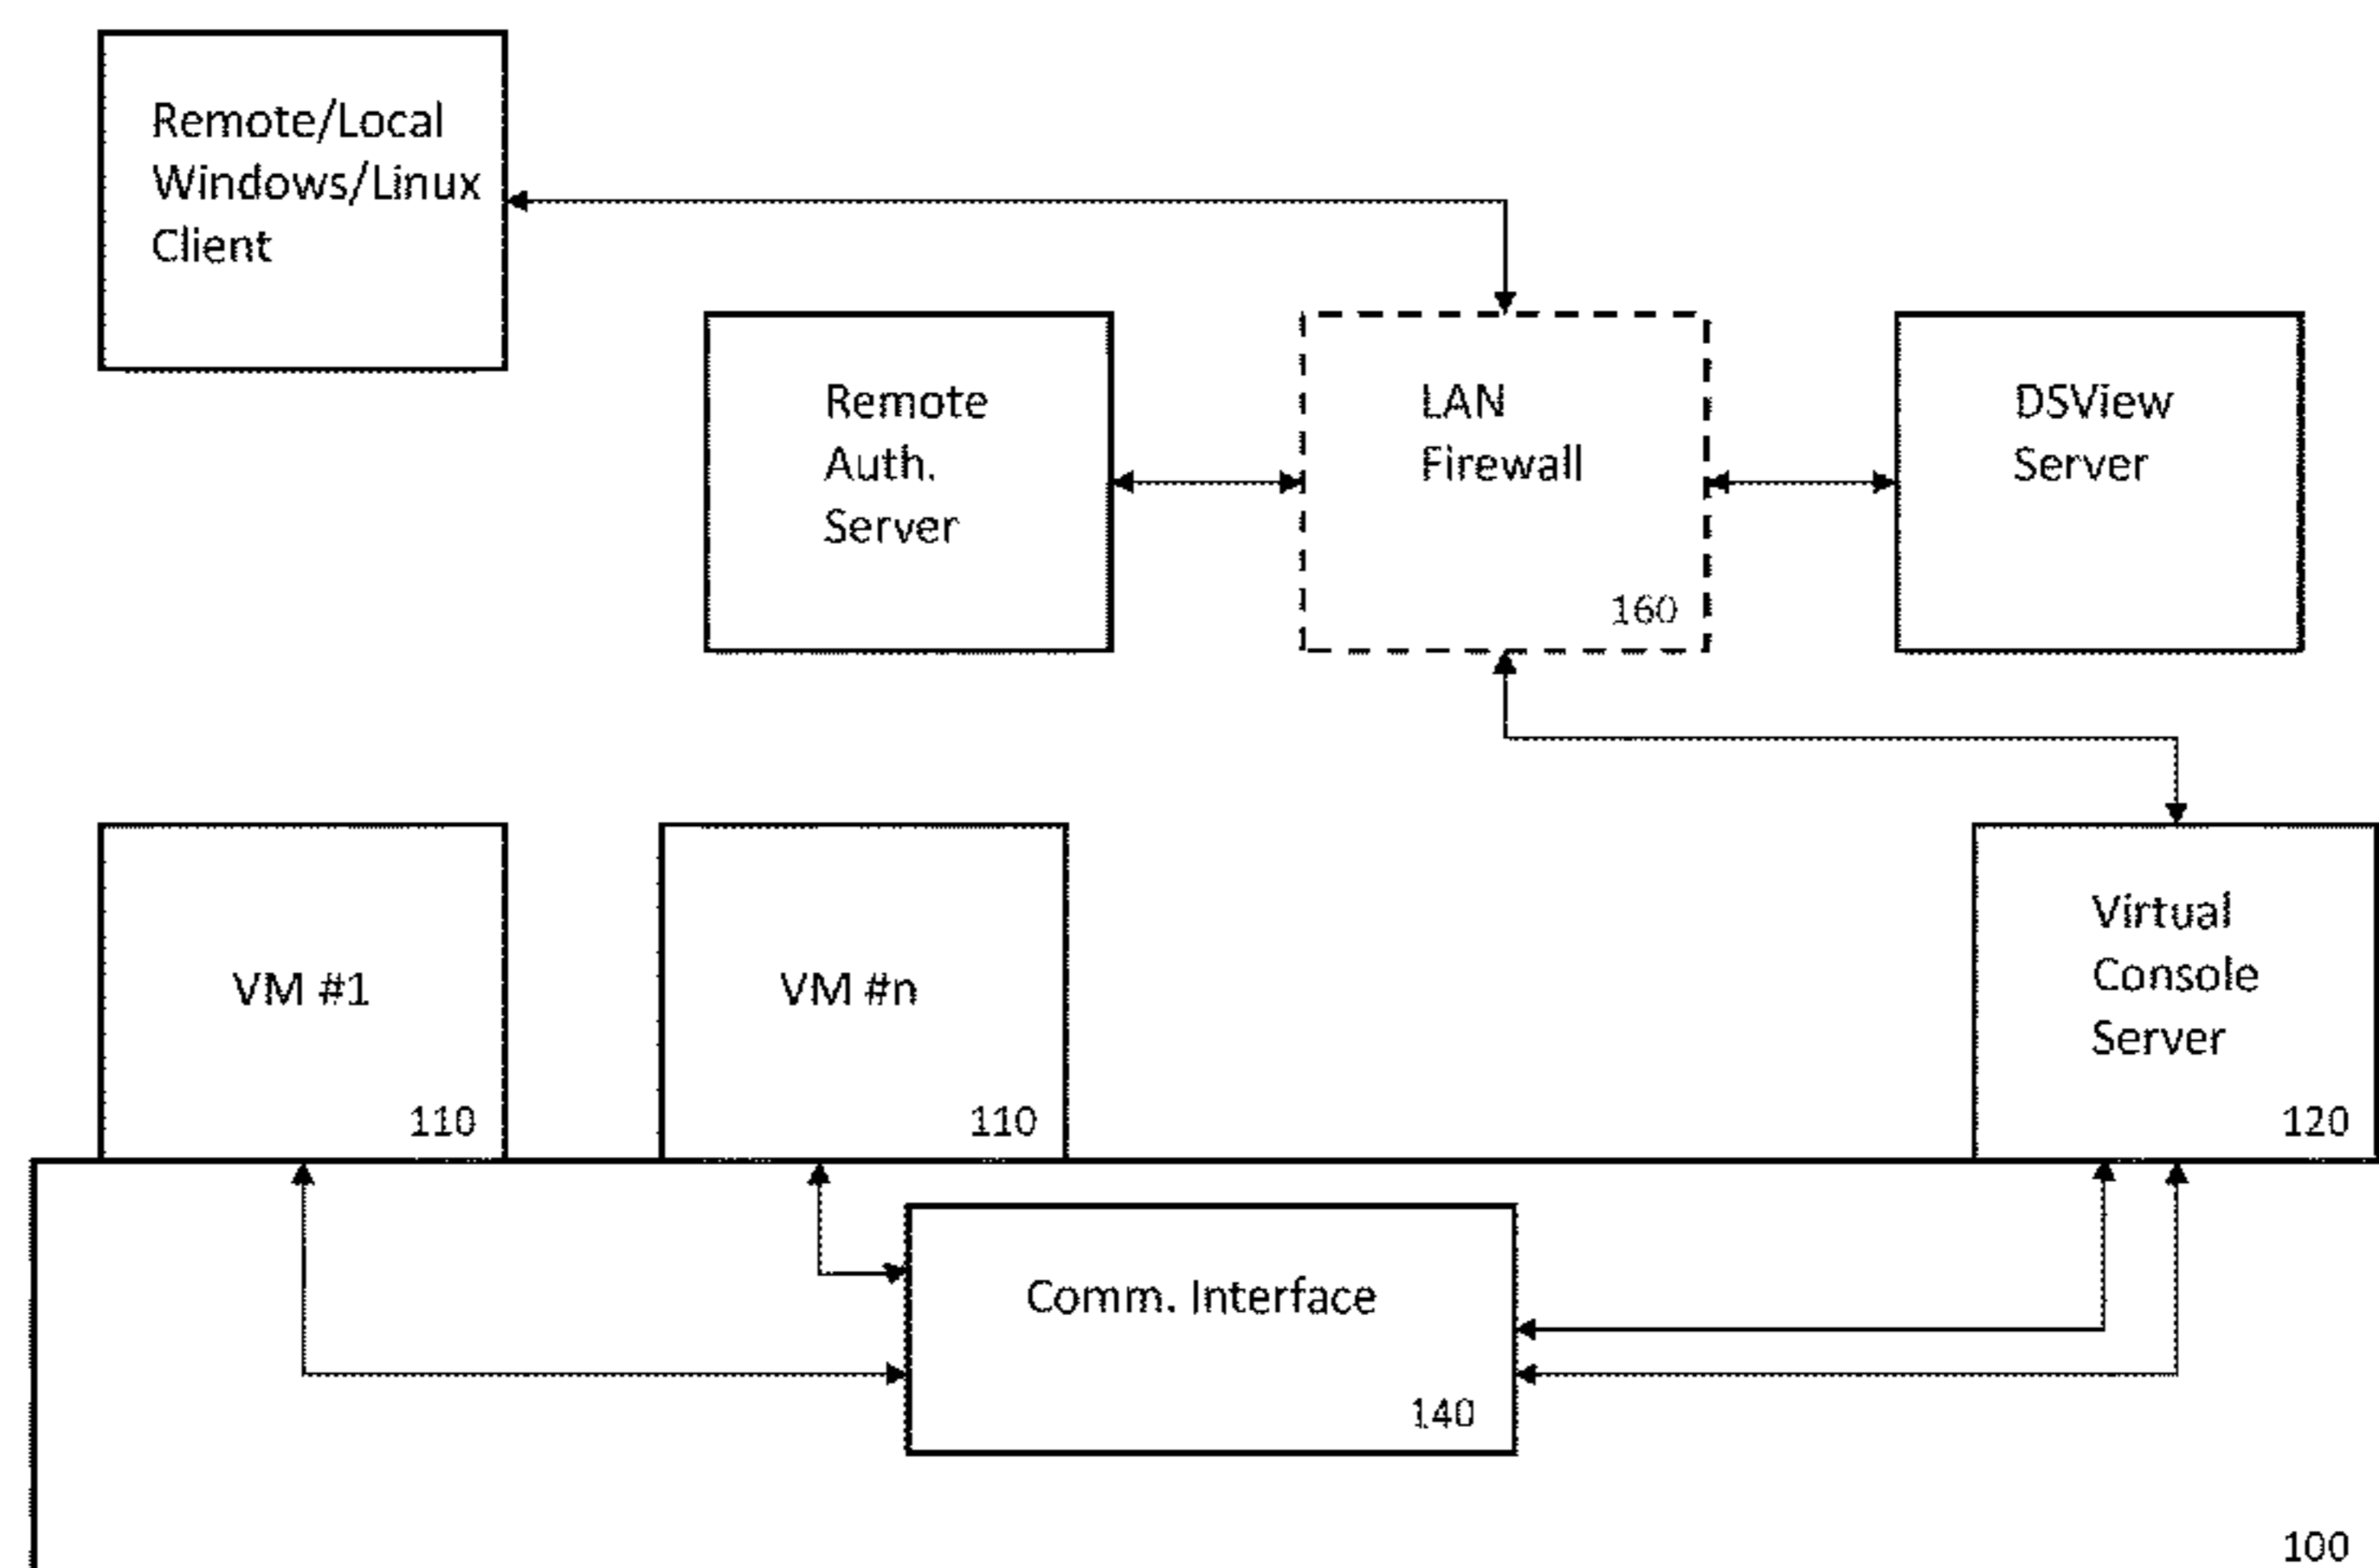 Remote/Local
Windows/Linux
Client
Remote
Auth.
Server
LAN
Firewall
160
DSView
Server
VM #1
110
VM #n
110
Virtual
Console
Server
120
Comm. Interface
140
100